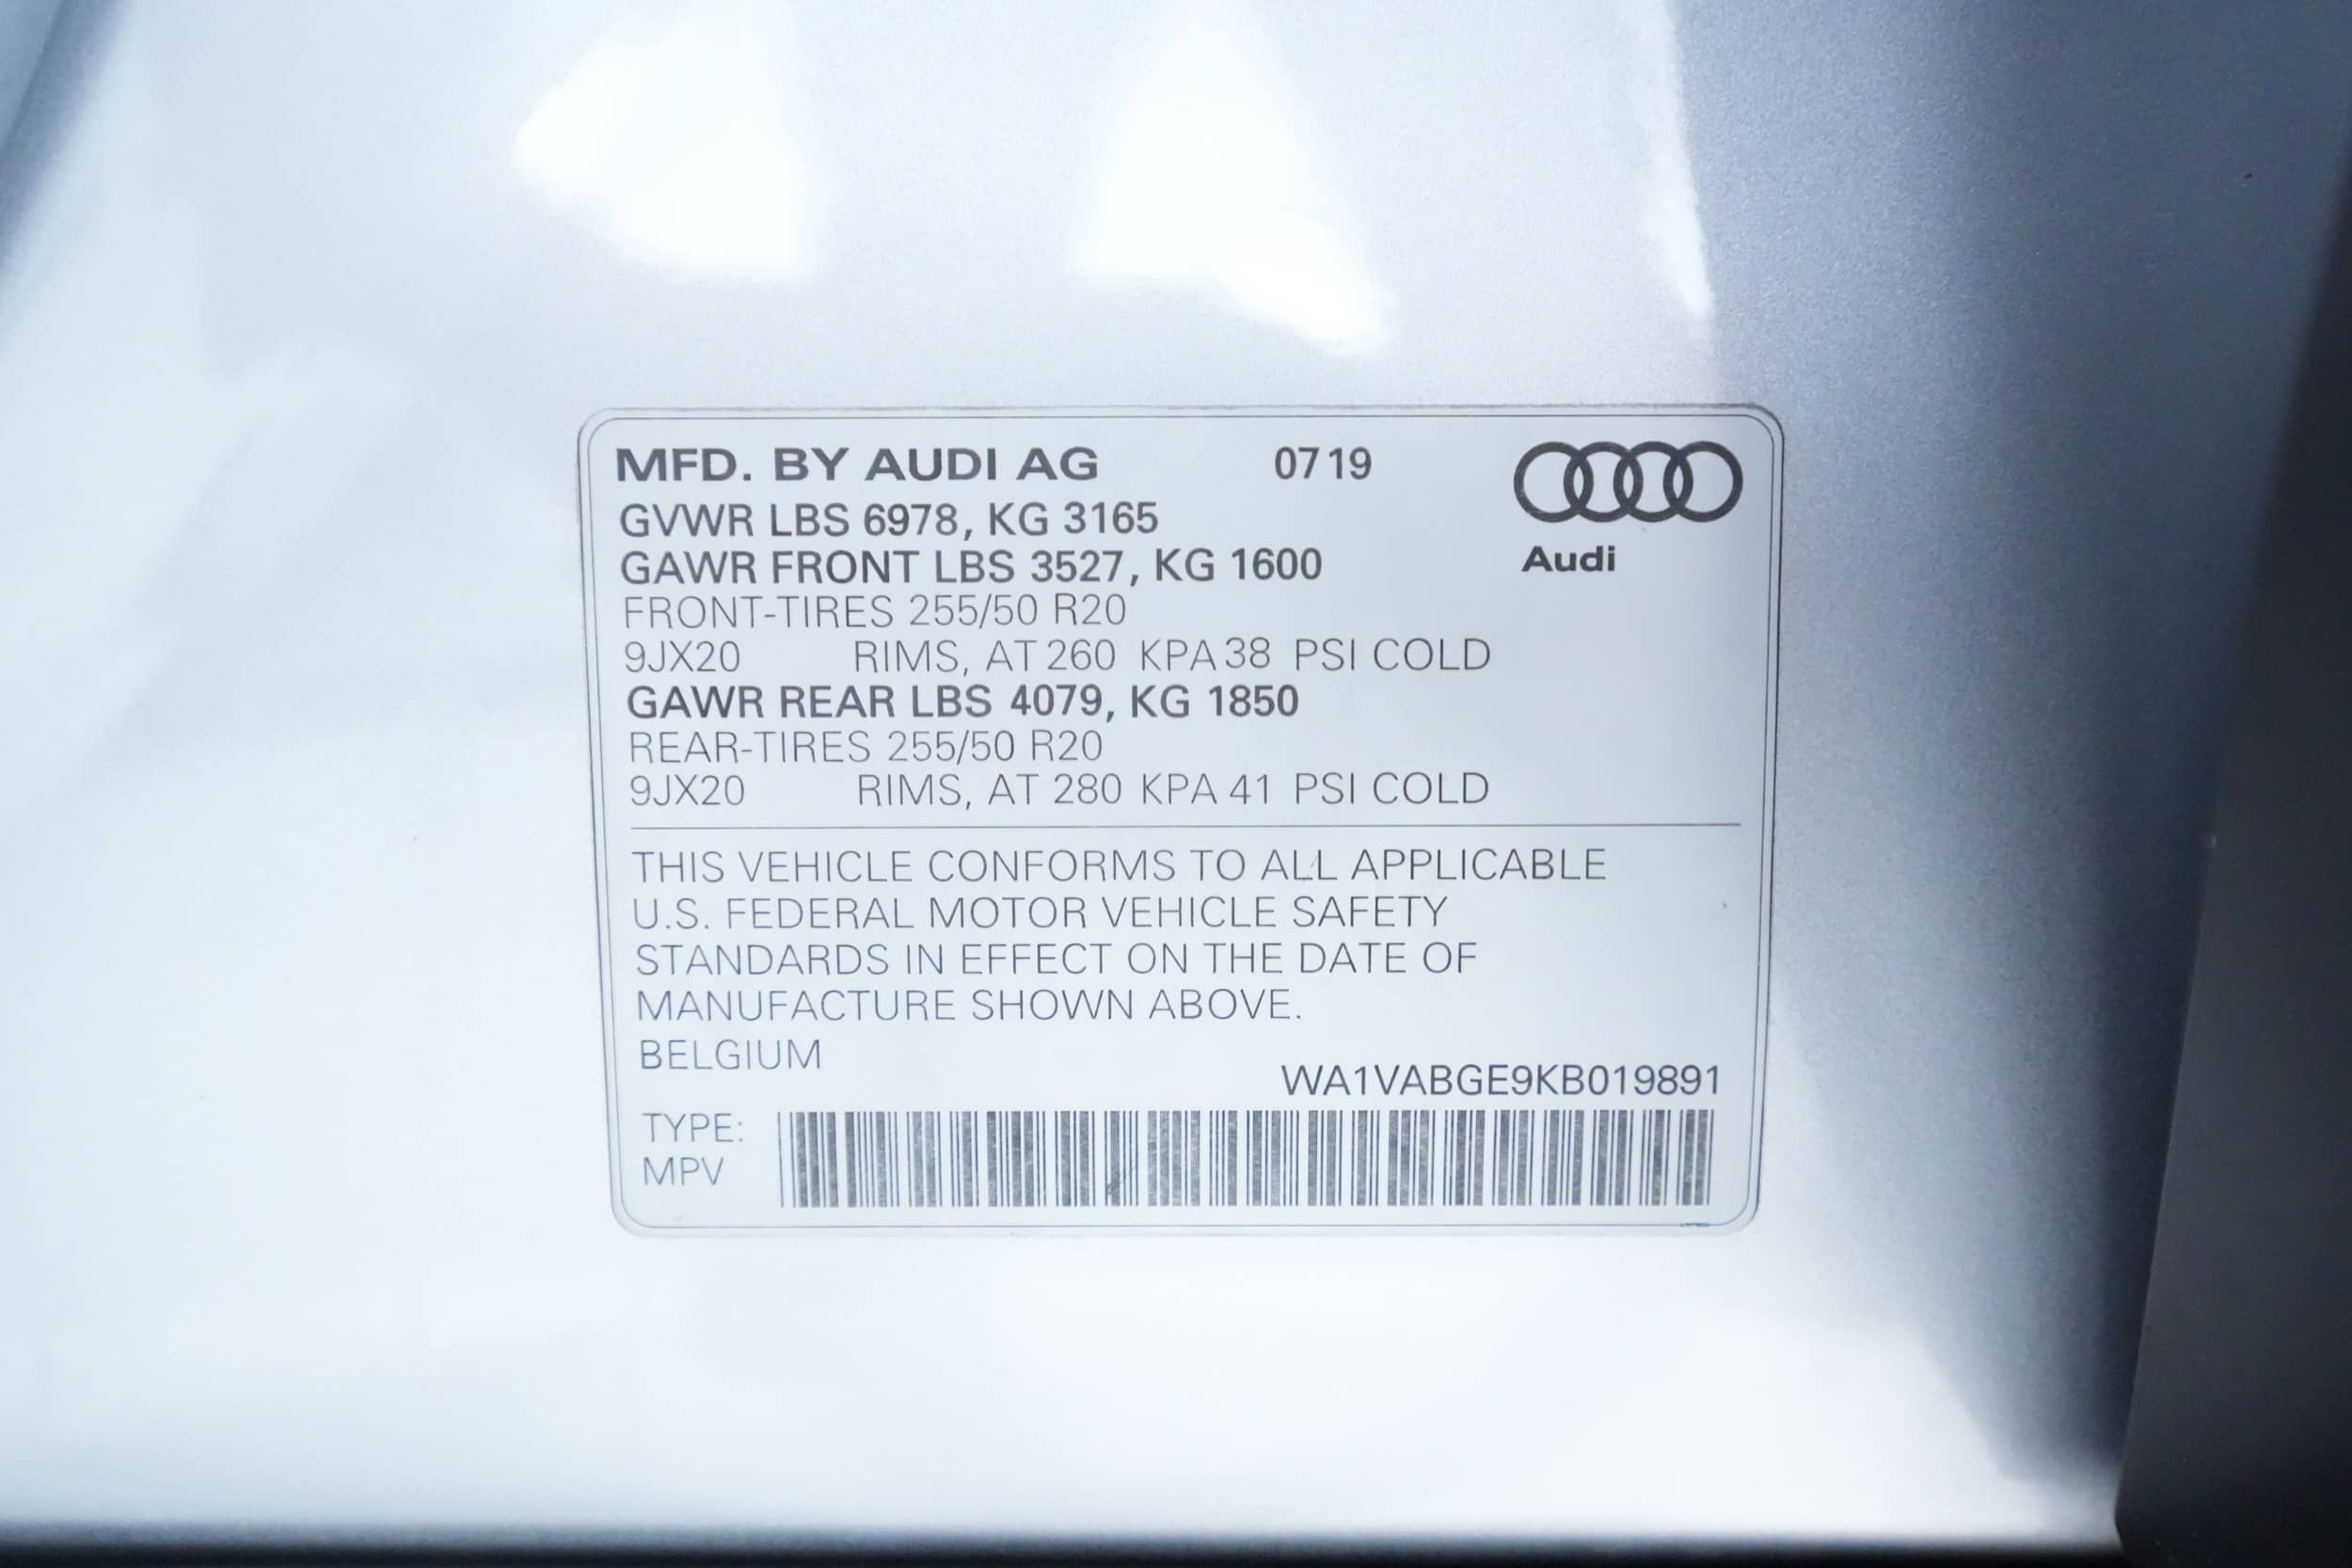 MFD. BY AUDI AG 0719
GVWR LBS 6978, KG 3165
GAWR FRONT LBS 3527, KG 1600
Audi
FRONT-TIRES 255/50 R20
9JX20 RIMS, AT 260 KPA 38 PSI COLD
GAWR REAR LBS 4079, KG 1850
REAR-TIRES 255/50 R20
9JX20 RIMS, AT 280 KPA 41 PSI COLD
THIS VEHICLE CONFORMS TO ALL APPLICABLE
U.S. FEDERAL MOTOR VEHICLE SAFETY
STANDARDS IN EFFECT ON THE DATE OF
MANUFACTURE SHOWN ABOVE.
BELGIUM
WA1VABGE9KB019891
TYPE:
MPV